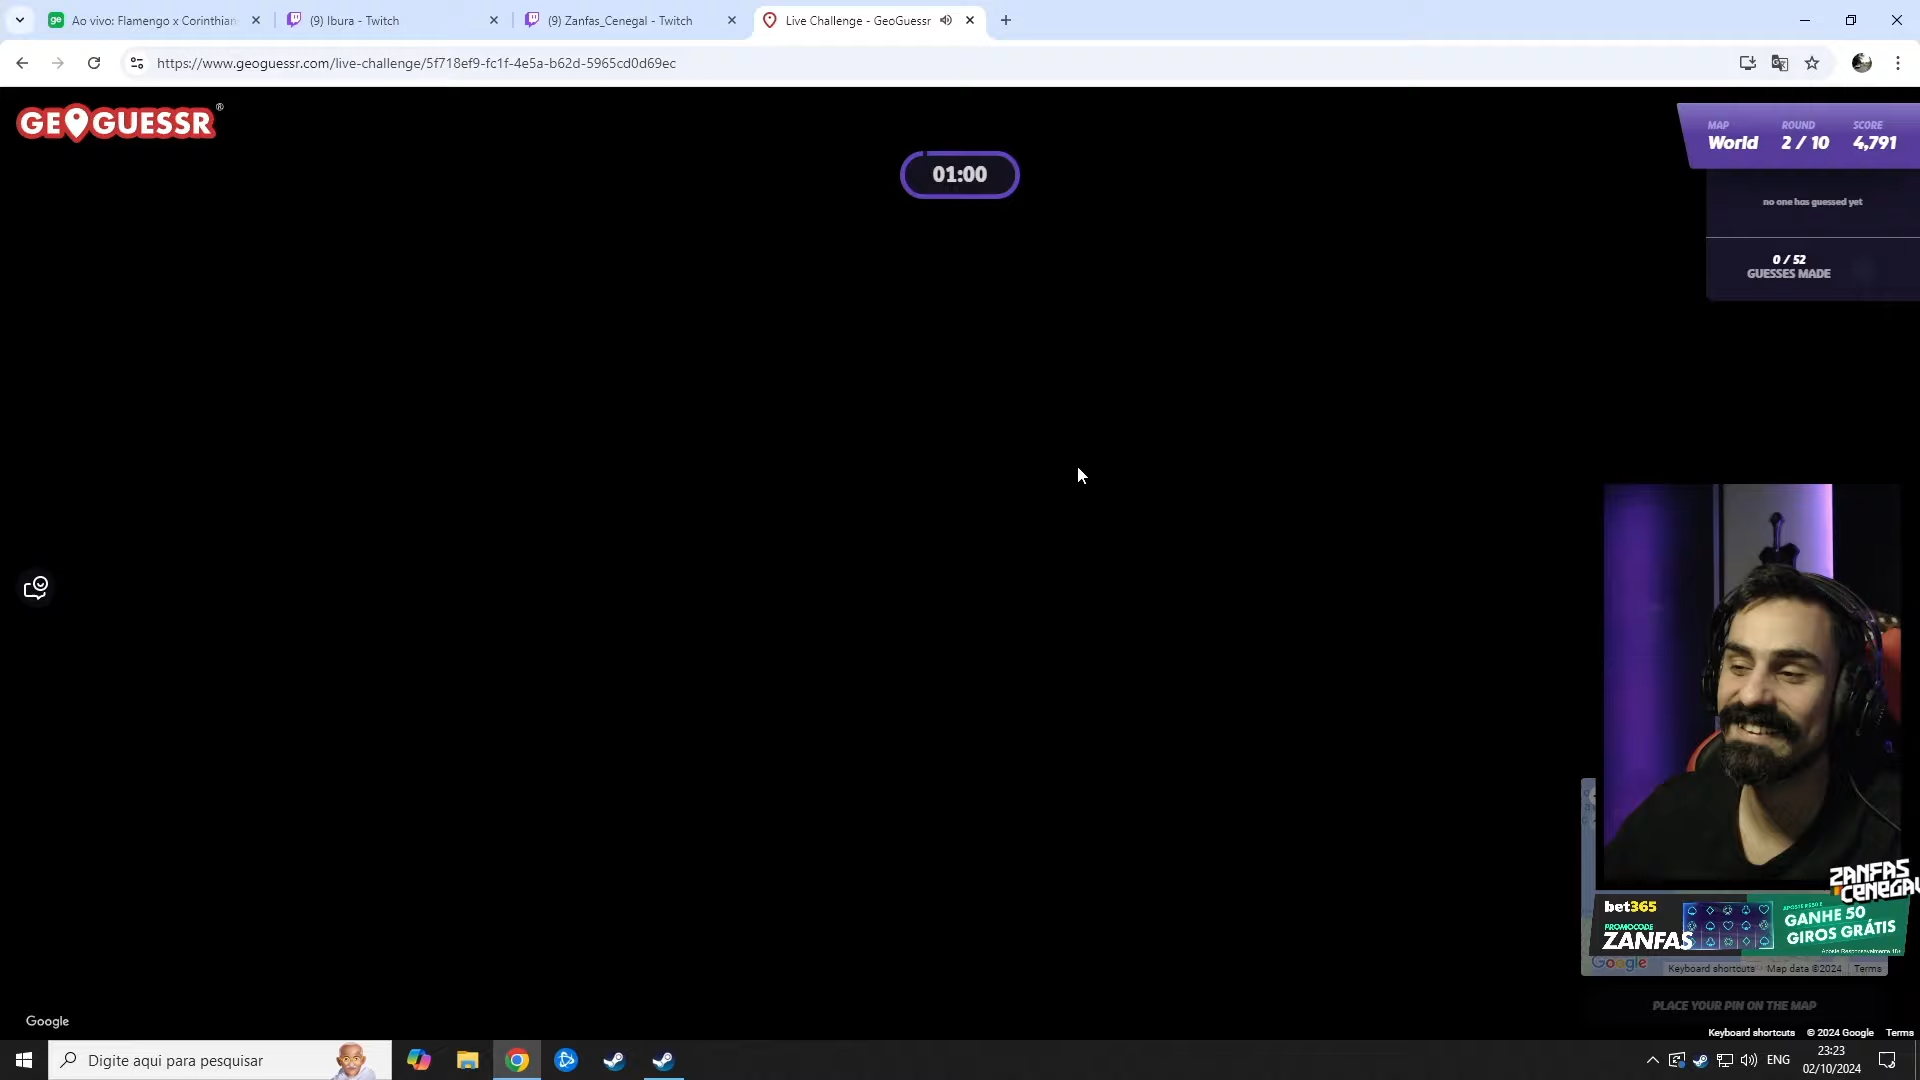 Ao vivo: Flamengo x Corinthian
(9) Ibura - Twitch
(9) Zanfas_Cenegal - Twitch
Live Challenge - GeoGuessr
https://www.geoguessr.com/live-challenge/5f718ef9-fc1f-4e5a-b62d-5965cd0d69ec
GEOGUESSR
01:00
MAP ROUND SCORE
World 2 / 10 4,791
no one has guessed yet
0 / 52
GUESSES MADE
ZANFAS
CENEGAL
bet365
PROMOCODE
ZANFAS
GANHE 50
GIROS GRÁTIS
Google
Keyboard shortcuts Map data ©2024 Terms
PLACE YOUR PIN ON THE MAP
Google
Keyboard shortcuts © 2024 Google Terms
Digite aqui para pesquisar
ENG
23:23
02/10/2024